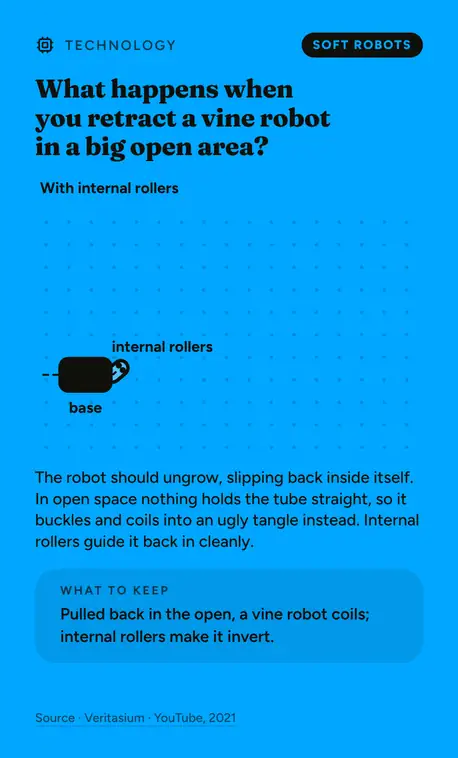 TECHNOLOGY
SOFT ROBOTS
What happens when
you retract a vine robot
in a big open area?
With internal rollers
internal rollers
base
The robot should ungrow, slipping back inside itself.
In open space nothing holds the tube straight, so it
buckles and coils into an ugly tangle instead. Internal
rollers guide it back in cleanly.
WHAT TO KEEP
Pulled back in the open, a vine robot coils;
internal rollers make it invert.
Source · Veritasium · YouTube, 2021